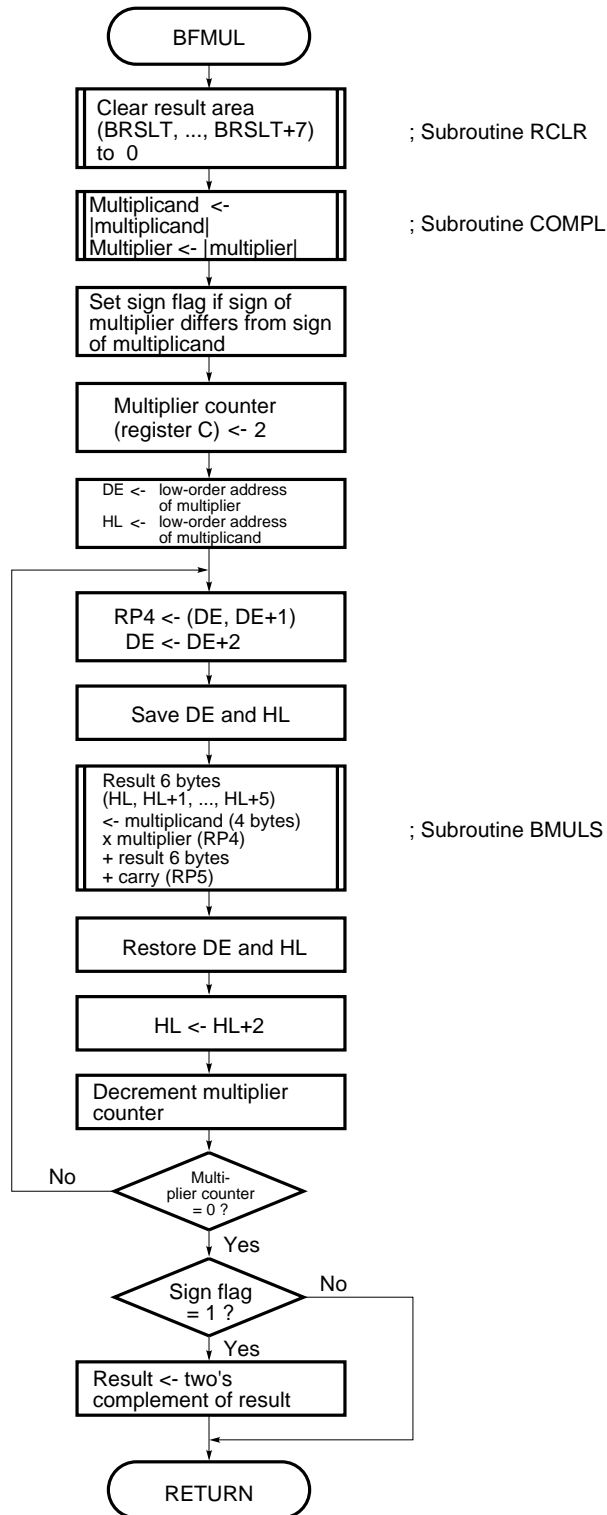 BFMUL
Clear result area
(BRSLT, ..., BRSLT+7)
to 0
; Subroutine RCLR
Multiplicand <-
|multiplicand|
Multiplier <- |multiplier|
; Subroutine COMPL
Set sign flag if sign of
multiplier differs from sign
of multiplicand
Multiplier counter
(register C) <- 2
DE <- low-order address
of multiplier
HL <- low-order address
of multiplicand
RP4 <- (DE, DE+1)
DE <- DE+2
Save DE and HL
Result 6 bytes
(HL, HL+1, ..., HL+5)
<- multiplicand (4 bytes)
x multiplier (RP4)
+ result 6 bytes
+ carry (RP5)
; Subroutine BMULS
Restore DE and HL
HL <- HL+2
Decrement multiplier
counter
No
Multi-
plier counter
= 0 ?
Yes
Sign flag
= 1 ?
No
Yes
Result <- two's
complement of result
RETURN